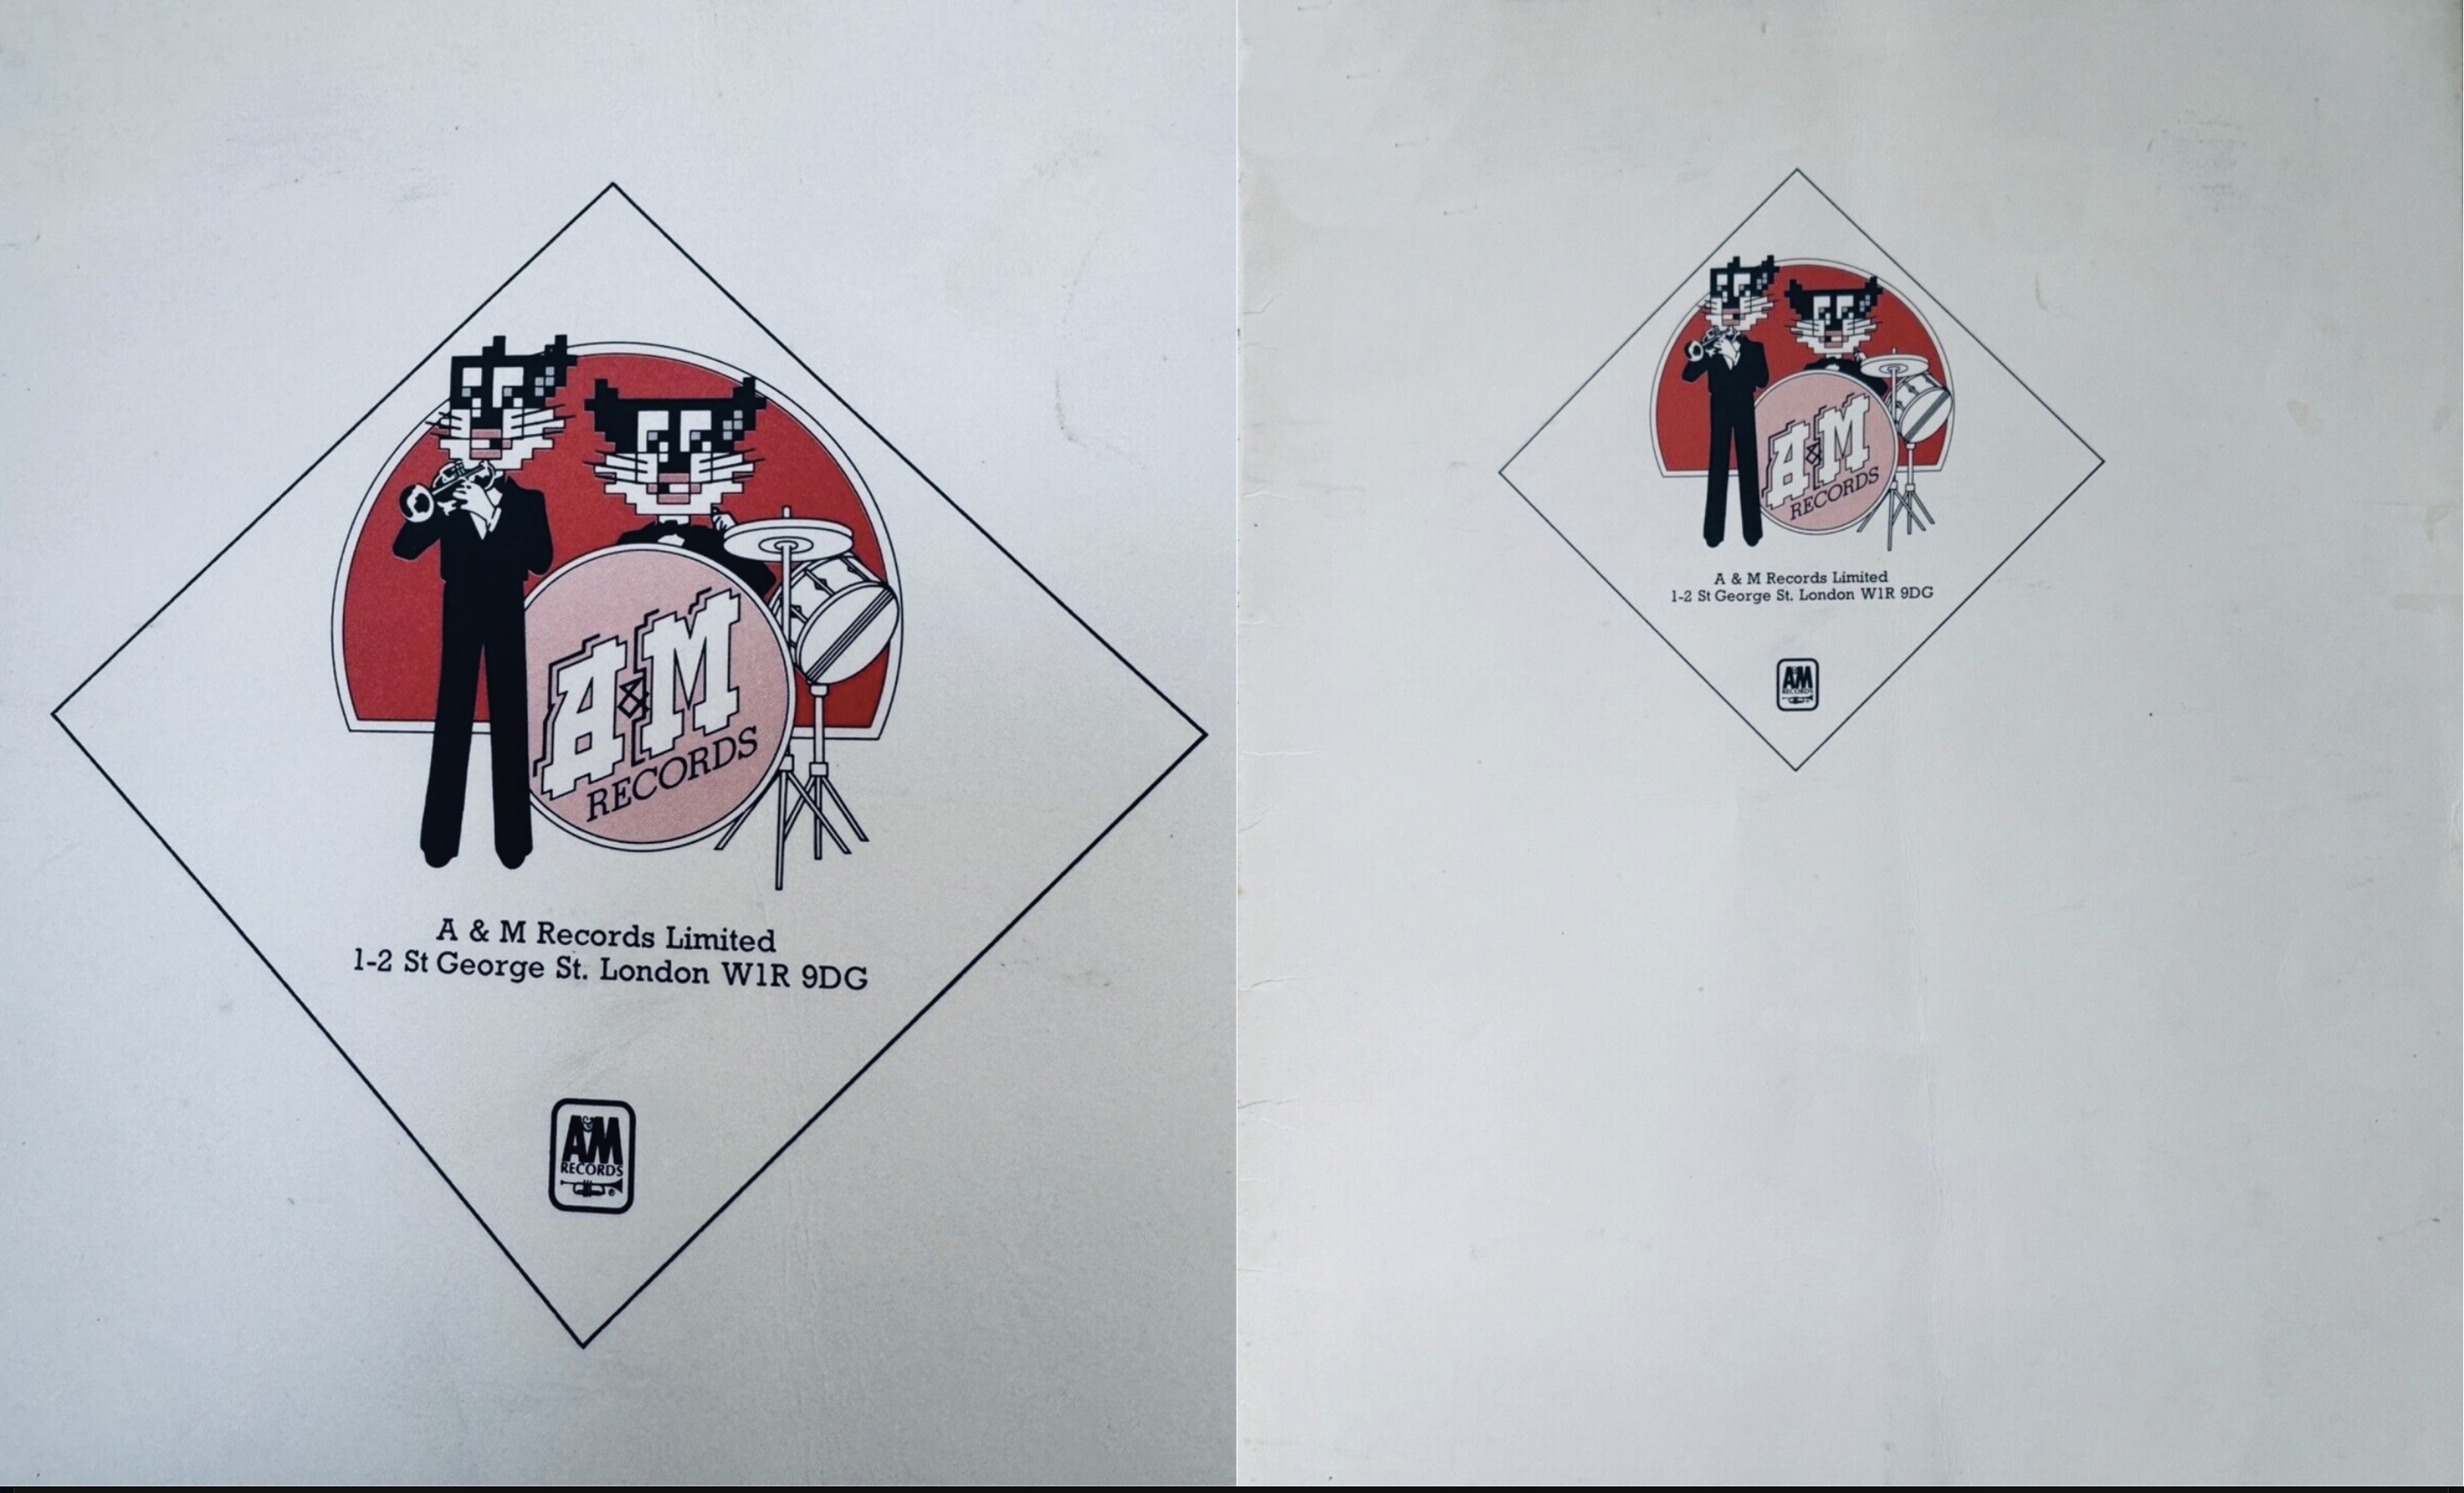 A&M
RECORDS
A & M Records Limited
1-2 St George St. London W1R 9DG
A&M
RECORDS
®
A&M
RECORDS
A & M Records Limited
1-2 St George St. London W1R 9DG
A&M
RECORDS